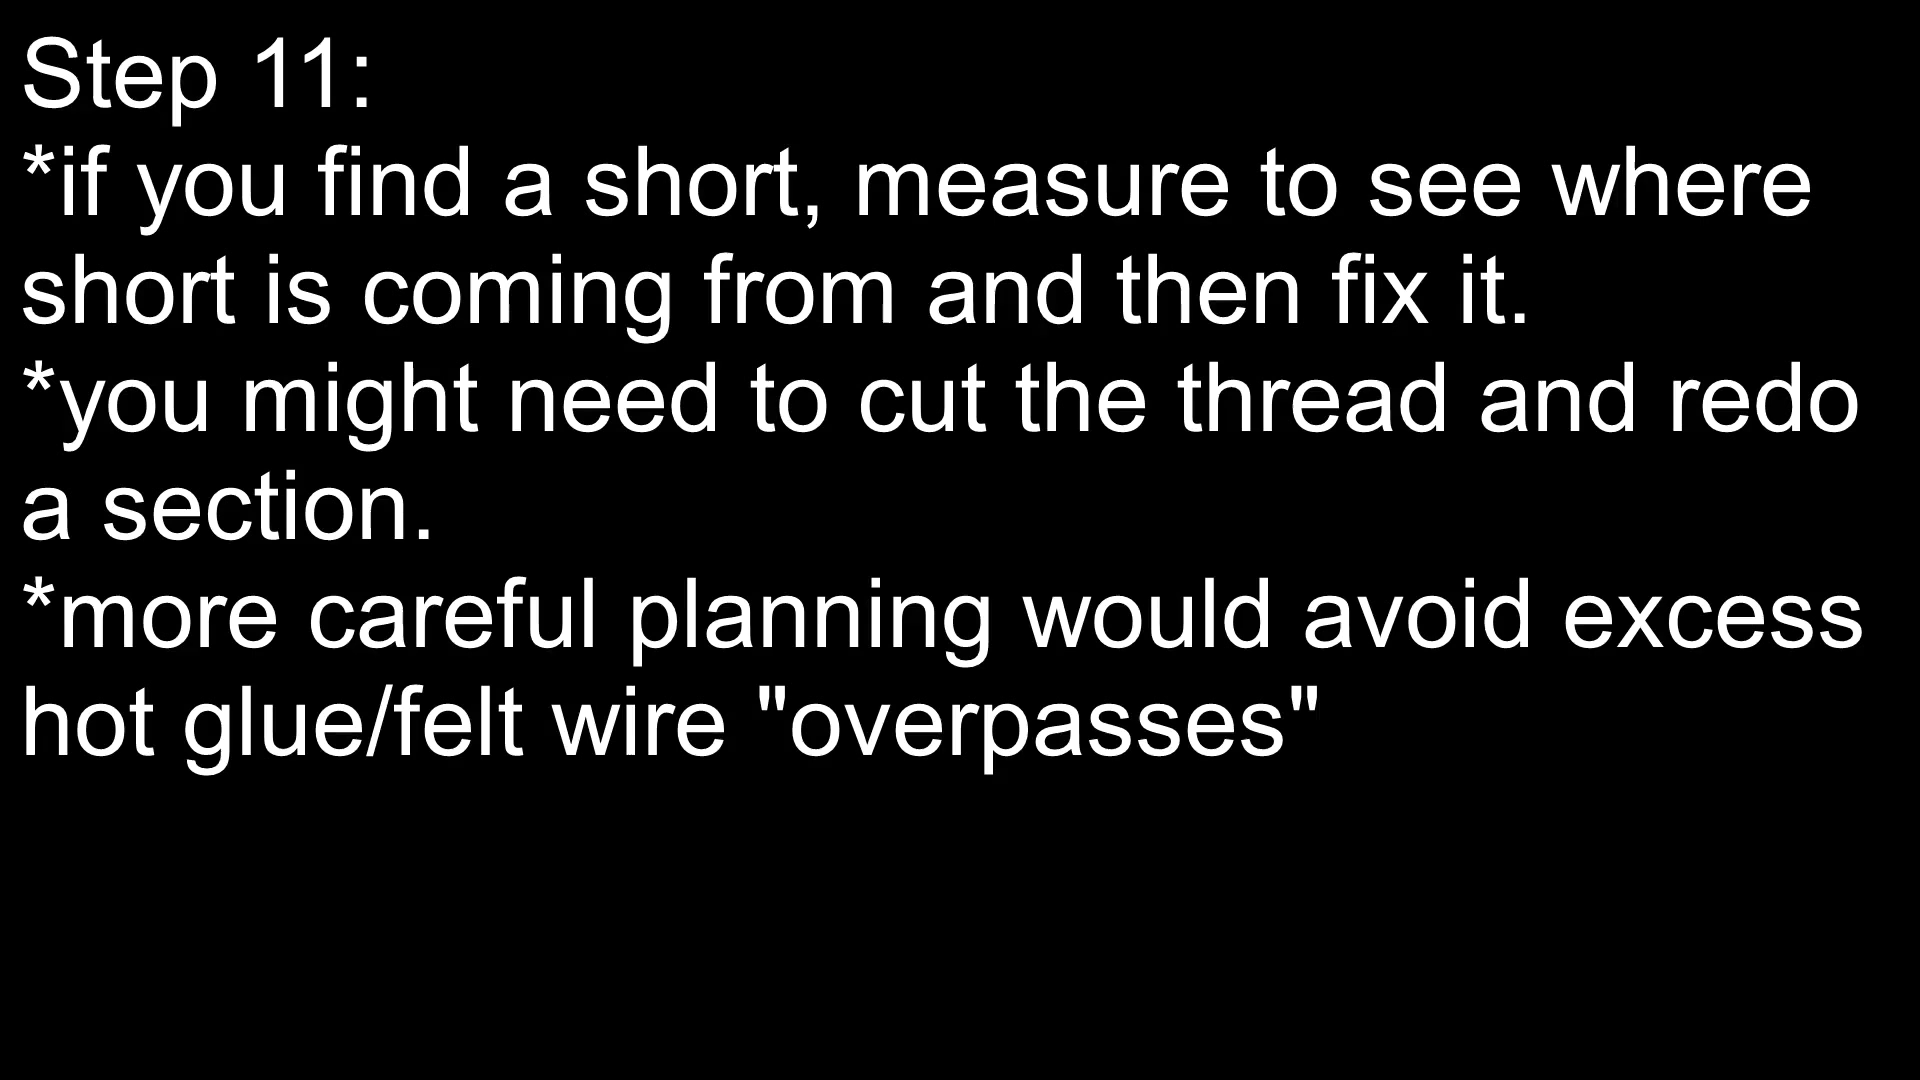 Step 11:
*if you find a short, measure to see where
short is coming from and then fix it.
*you might need to cut the thread and redo
a section.
*more careful planning would avoid excess
hot glue/felt wire "overpasses"